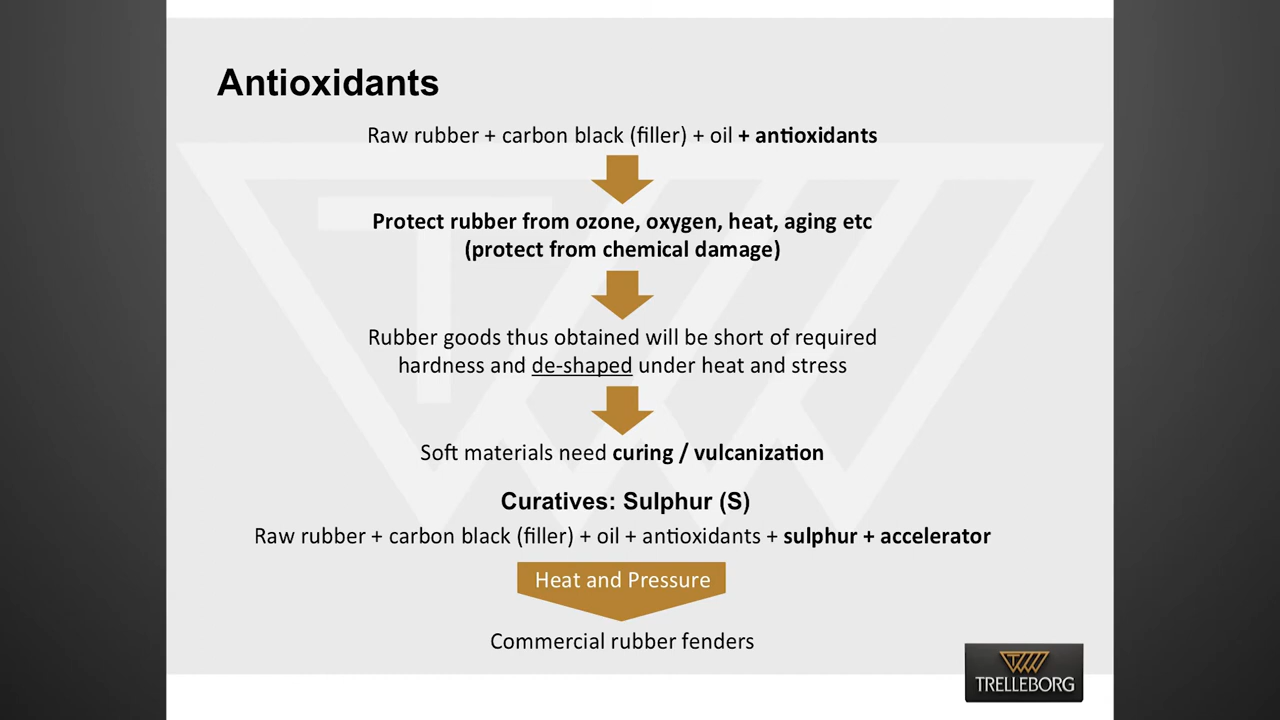 Antioxidants
Raw rubber + carbon black (filler) + oil + antioxidants
Protect rubber from ozone, oxygen, heat, aging etc
(protect from chemical damage)
Rubber goods thus obtained will be short of required
hardness and de-shaped under heat and stress
Soft materials need curing / vulcanization
Curatives: Sulphur (S)
Raw rubber + carbon black (filler) + oil + antioxidants + sulphur + accelerator
Heat and Pressure
Commercial rubber fenders
TRELLEBORG